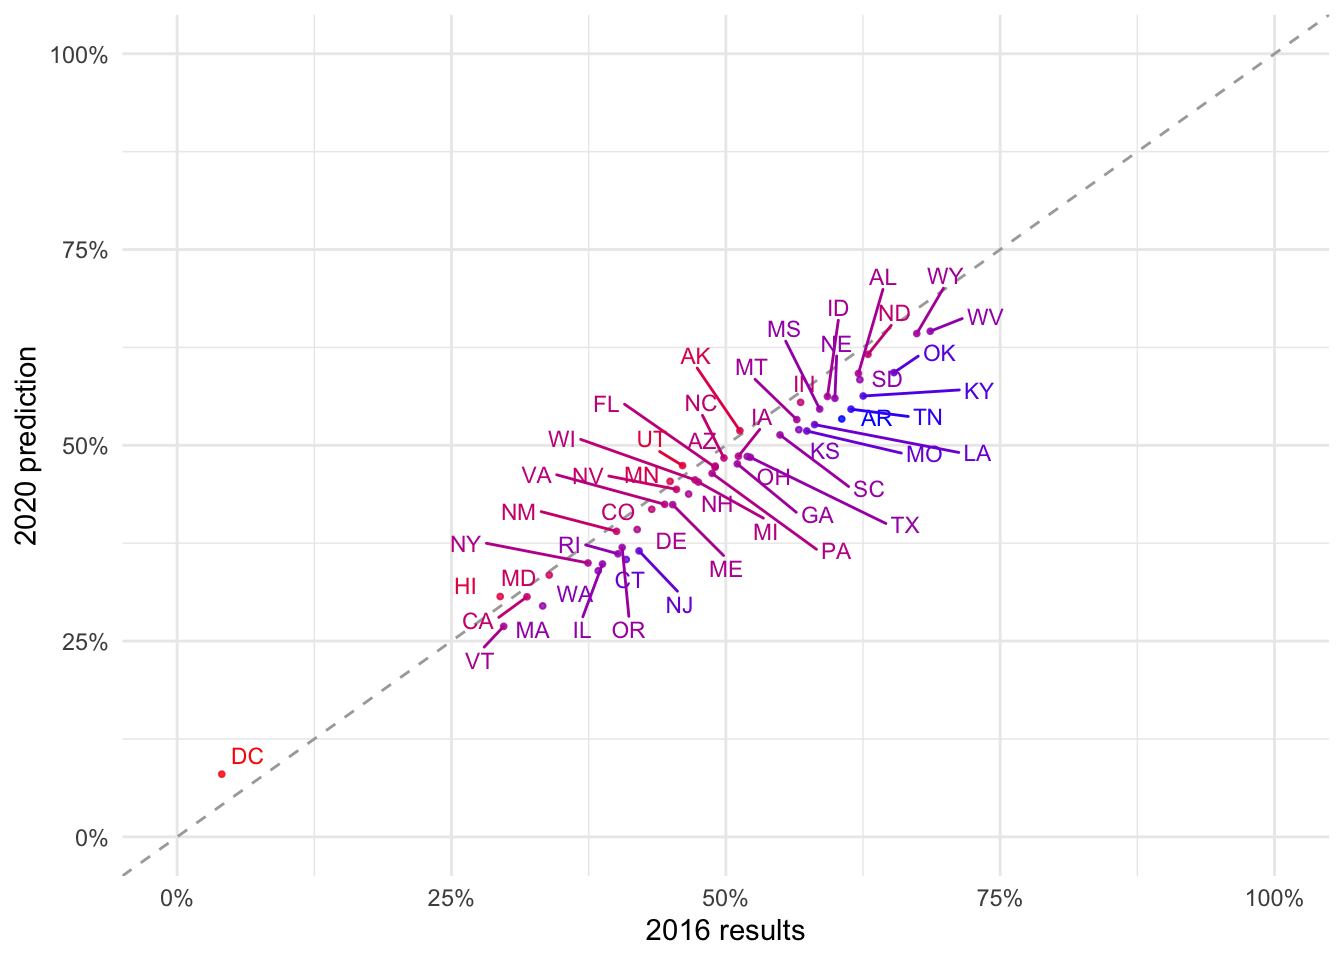 100%
75%
50%
25%
0%
2020 prediction
AL
WY
ID
ND
WV
MS
NE
OK
AK
MT
IN
SD
KY
FL
NC
IA
AR
TN
WI
UT
AZ
KS
MO
LA
VA
NV
MN
OH
SC
NM
CO
NH
GA
TX
MI
NY
RI
DE
PA
ME
HI
MD
WA
CT
NJ
CA
MA
IL
OR
VT
DC
0%
25%
50%
75%
100%
2016 results